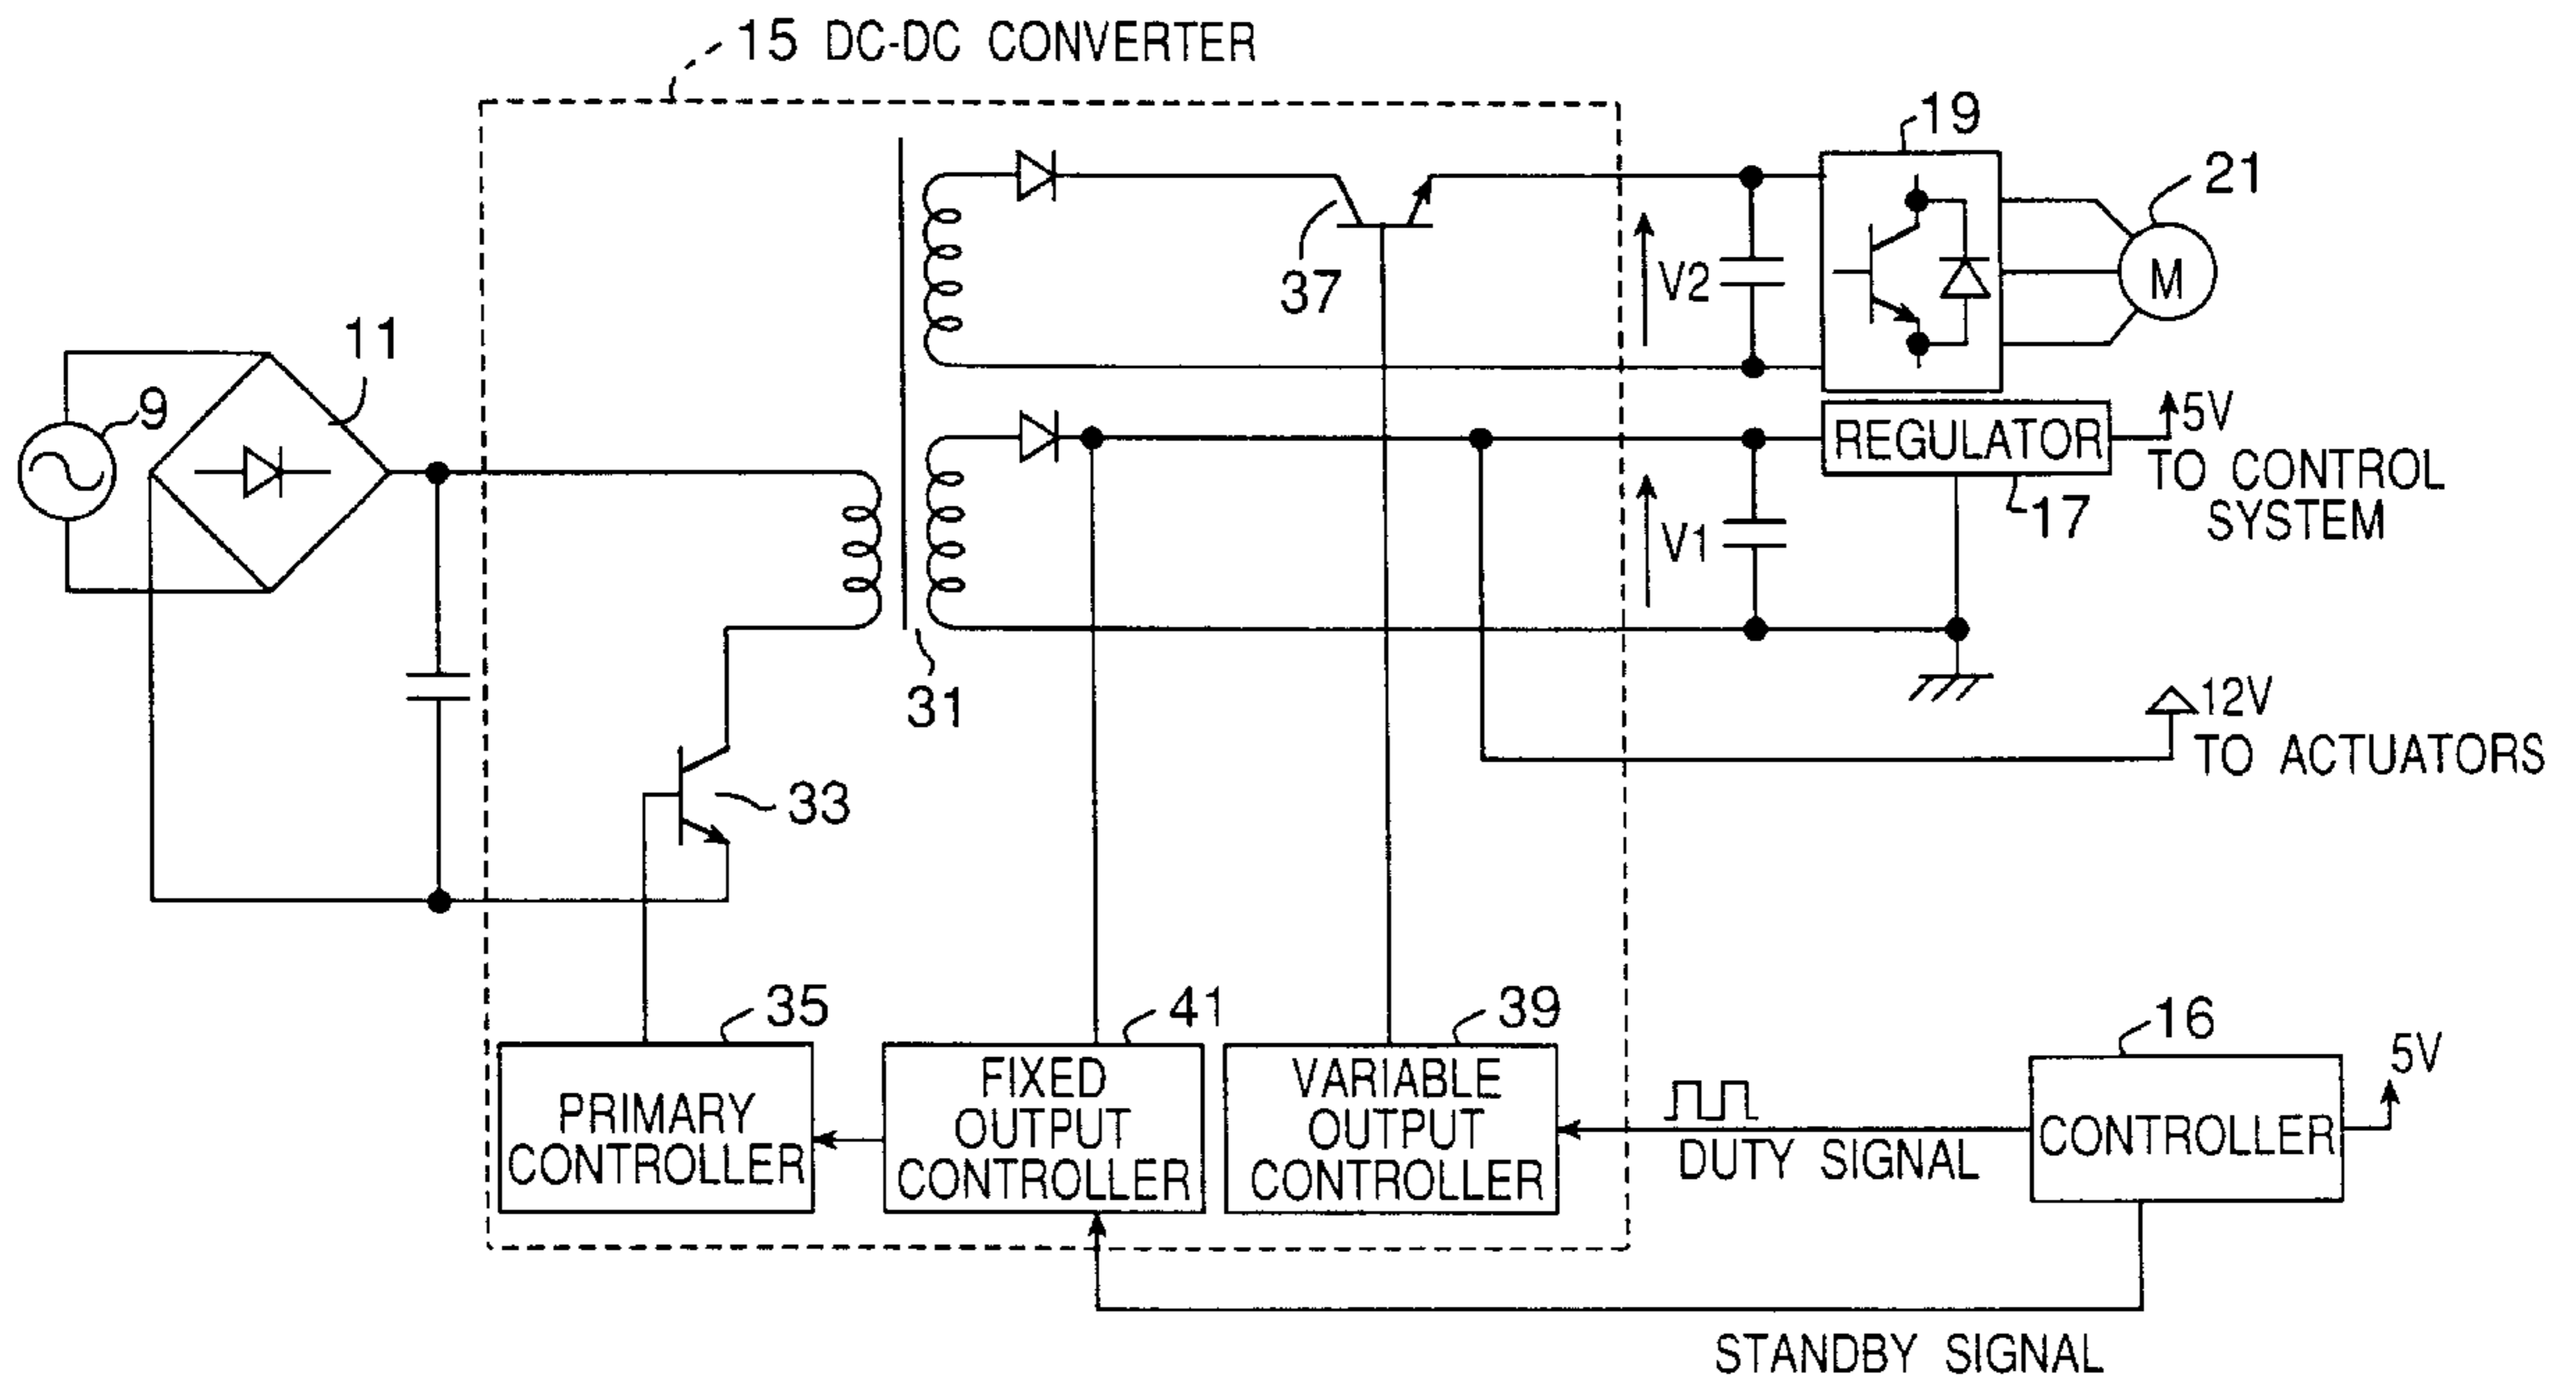 15 DC-DC CONVERTER
19
21
M
37
V2
11
9
5V
REGULATOR
TO CONTROL
SYSTEM
17
V1
31
12V
TO ACTUATORS
33
35
41
39
16
5V
PRIMARY
CONTROLLER
FIXED
OUTPUT
CONTROLLER
VARIABLE
OUTPUT
CONTROLLER
DUTY SIGNAL
CONTROLLER
STANDBY SIGNAL